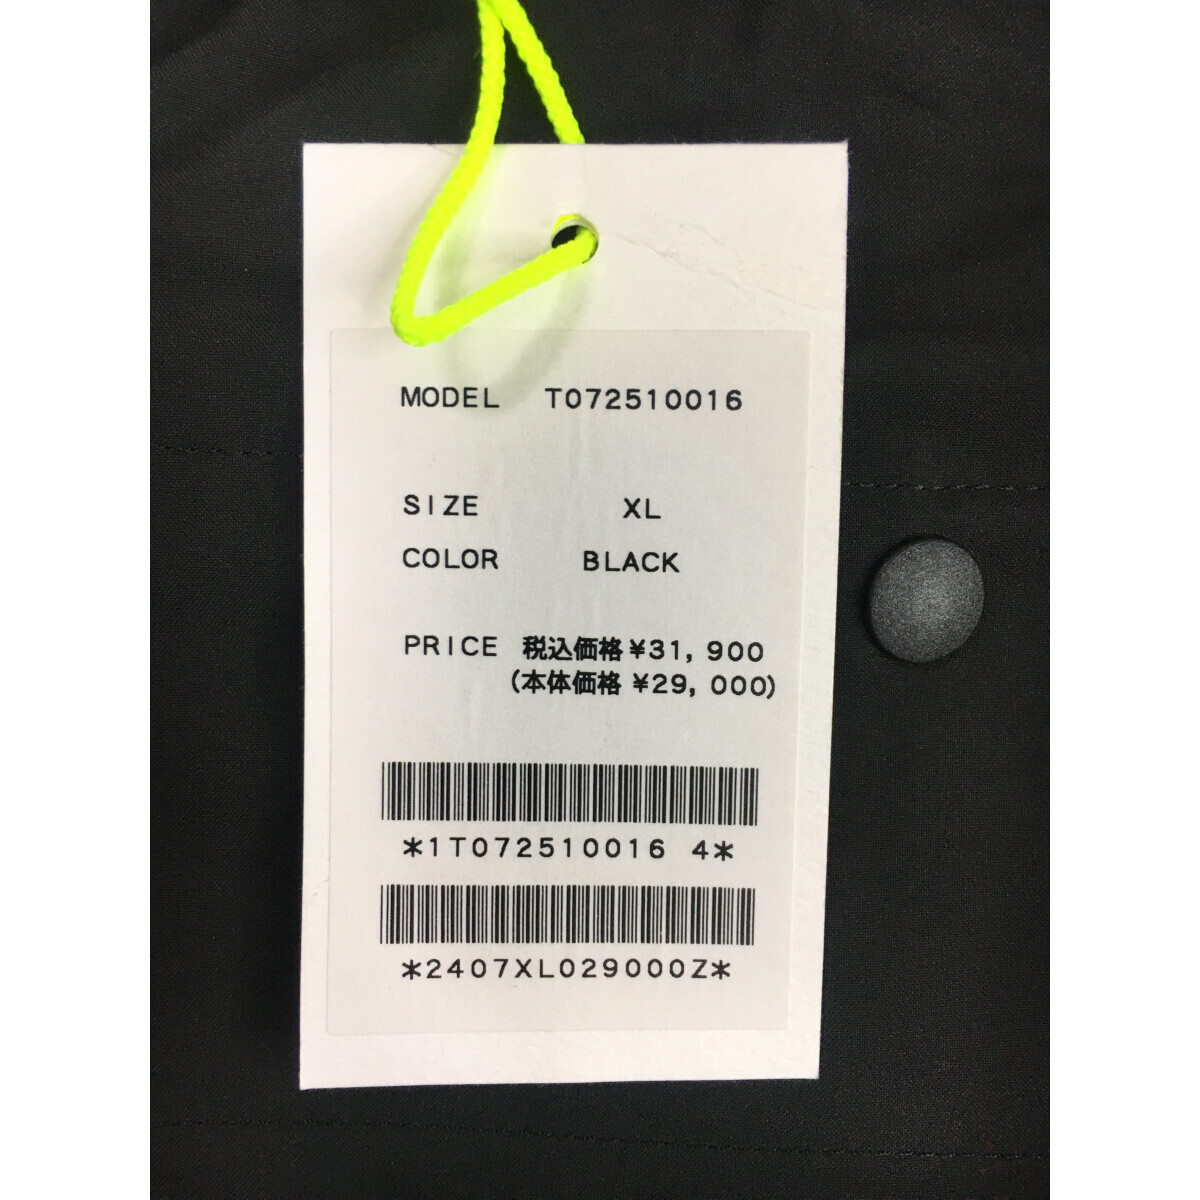 MODEL T072510016
SIZE XL
COLOR BLACK
PRICE 税込価格 ¥31, 900
(本体価格 ¥29, 000)
*1T072510016 4*
*2407XL029000Z*